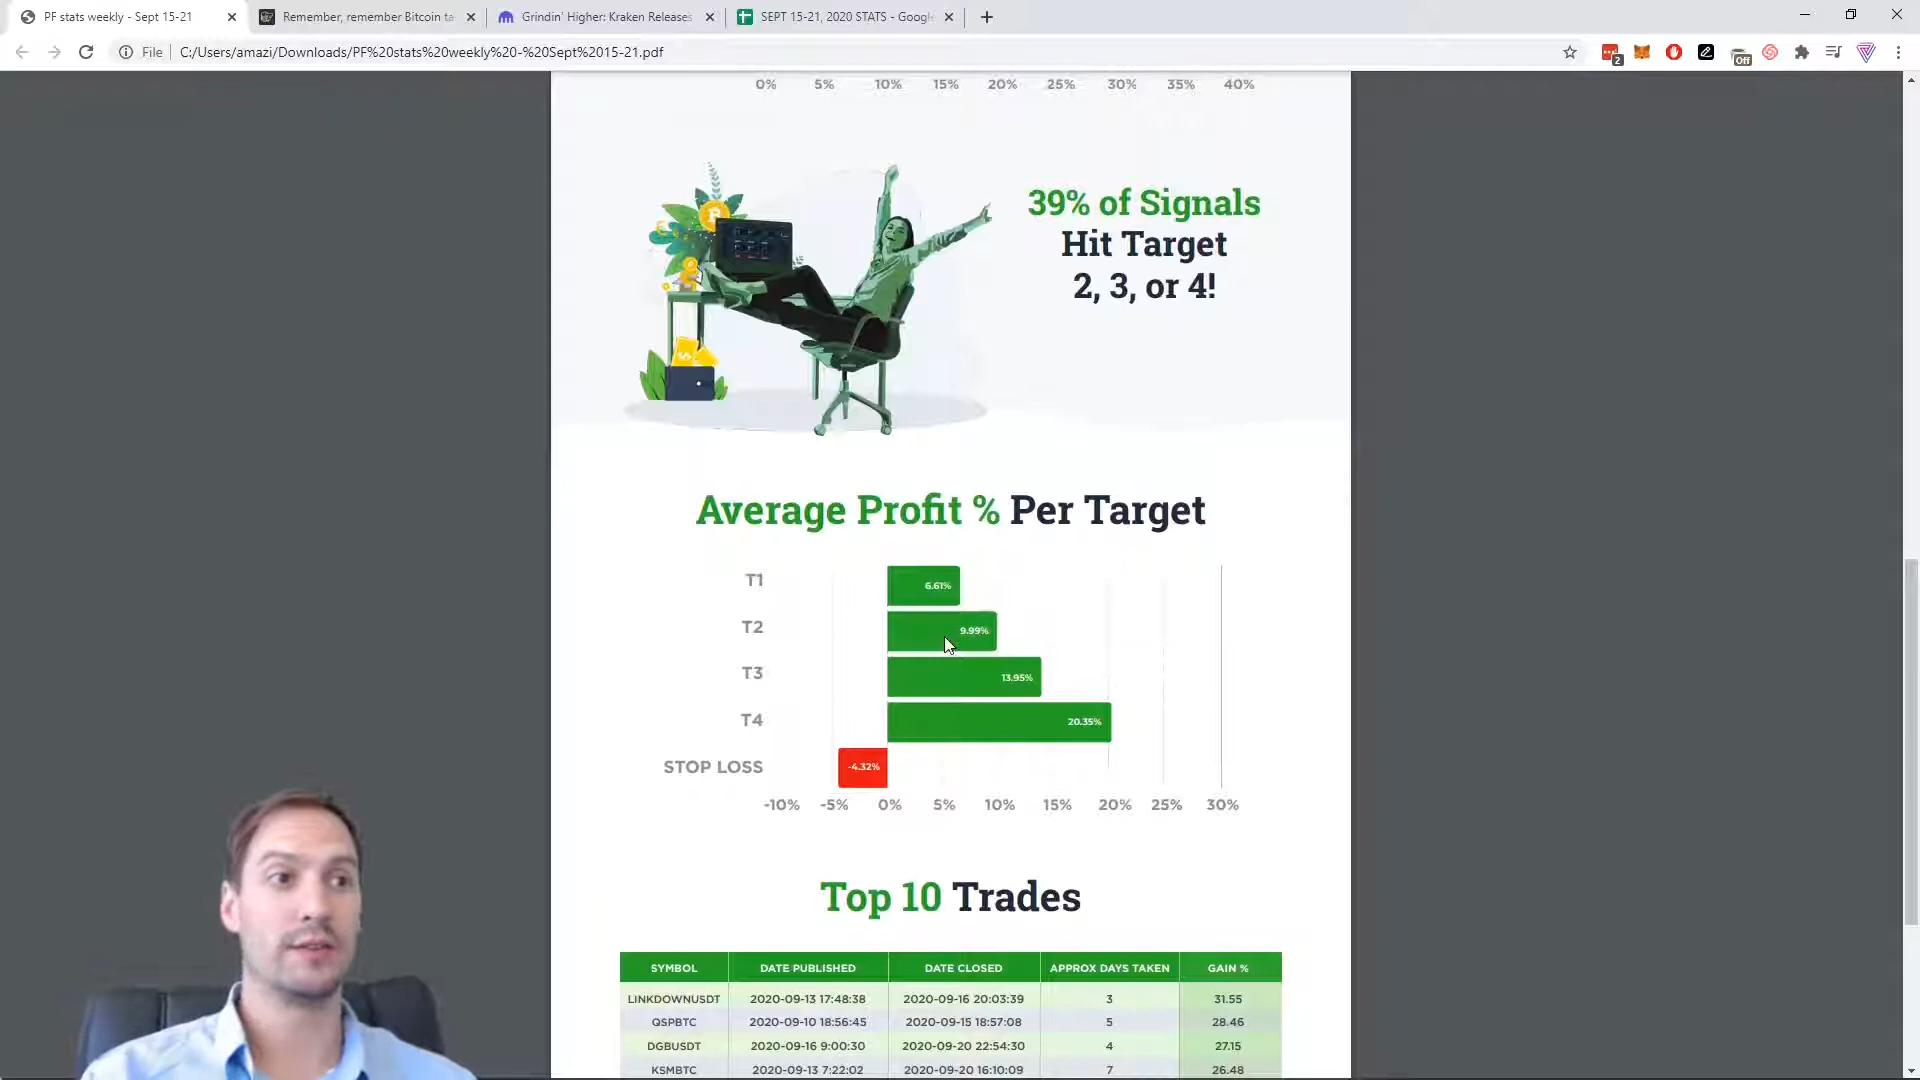 PF stats weekly - Sept 15-21
Remember, remember Bitcoin ta
Grindin' Higher: Kraken Releases
SEPT 15-21, 2020 STATS - Googl
File
C:/Users/amazi/Downloads/PF%20stats%20weekly%20-%20Sept%2015-21.pdf
2
Off
0% 5% 10% 15% 20% 25% 30% 35% 40%
39% of Signals
Hit Target
2, 3, or 4!
Average Profit % Per Target
T1 6.61%
T2 9.99%
T3 13.95%
T4 20.35%
STOP LOSS -4.32%
-10% -5% 0% 5% 10% 15% 20% 25% 30%
Top 10 Trades
SYMBOL DATE PUBLISHED DATE CLOSED APPROX DAYS TAKEN GAIN %
LINKDOWNUSDT 2020-09-13 17:48:38 2020-09-16 20:03:39 3 31.55
QSPBTC 2020-09-10 18:56:45 2020-09-15 18:57:08 5 28.46
DGBUSDT 2020-09-16 9:00:30 2020-09-20 22:54:30 4 27.15
KSMBTC 2020-09-13 7:22:02 2020-09-20 16:10:09 7 26.48